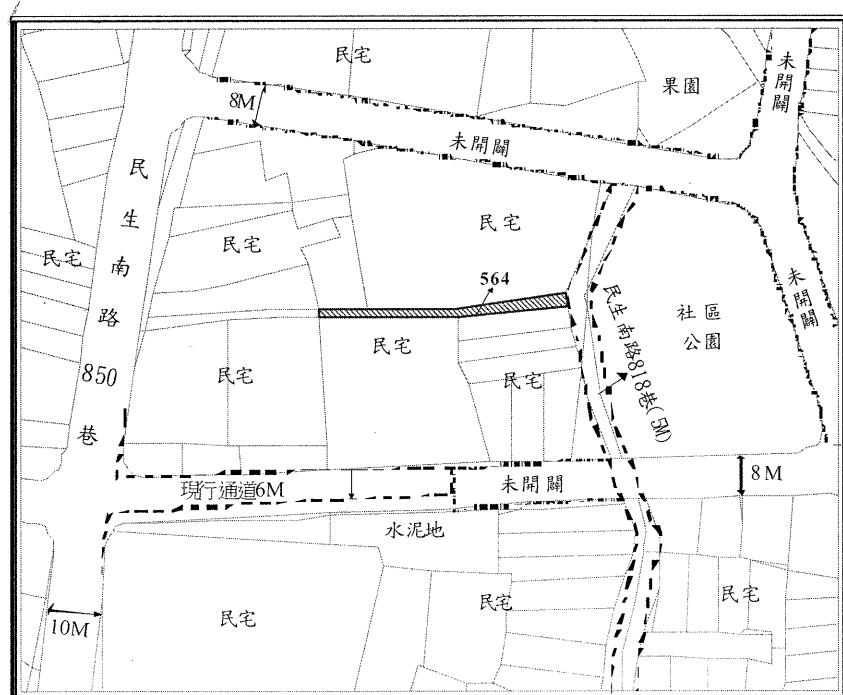 民宅
果園
未開闢
8M
未開闢
民生南路850巷
民宅
民宅
民宅
564
未開闢
社區
公園
民生南路818巷(5M)
民宅
民宅
民宅
現行通道6M
未開闢
8M
水泥地
10M
民宅
民宅
民宅